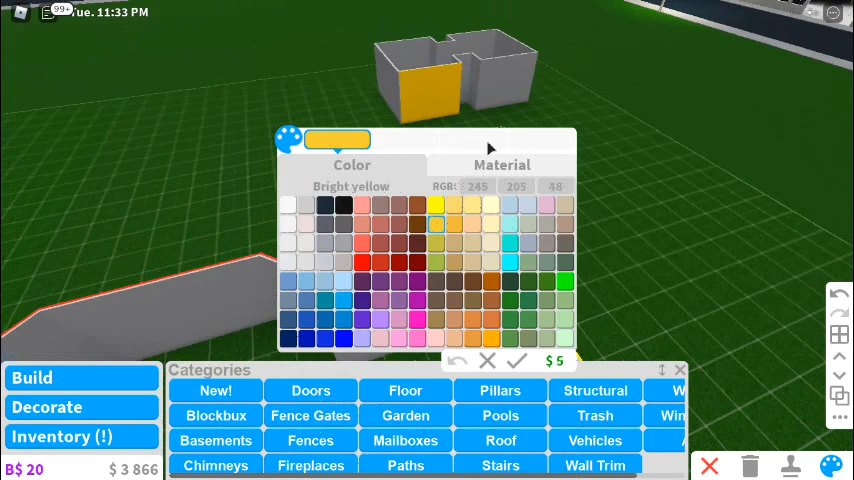 99+
Tue. 11:33 PM
Color
Material
Bright yellow
RGB: 245 205 48
$ 5
Categories
Build
Decorate
Inventory (!)
B$ 20
$ 3 866
New! Doors Floor Pillars Structural W
Blockbux Fence Gates Garden Pools Trash Win
Basements Fences Mailboxes Roof Vehicles
Chimneys Fireplaces Paths Stairs Wall Trim